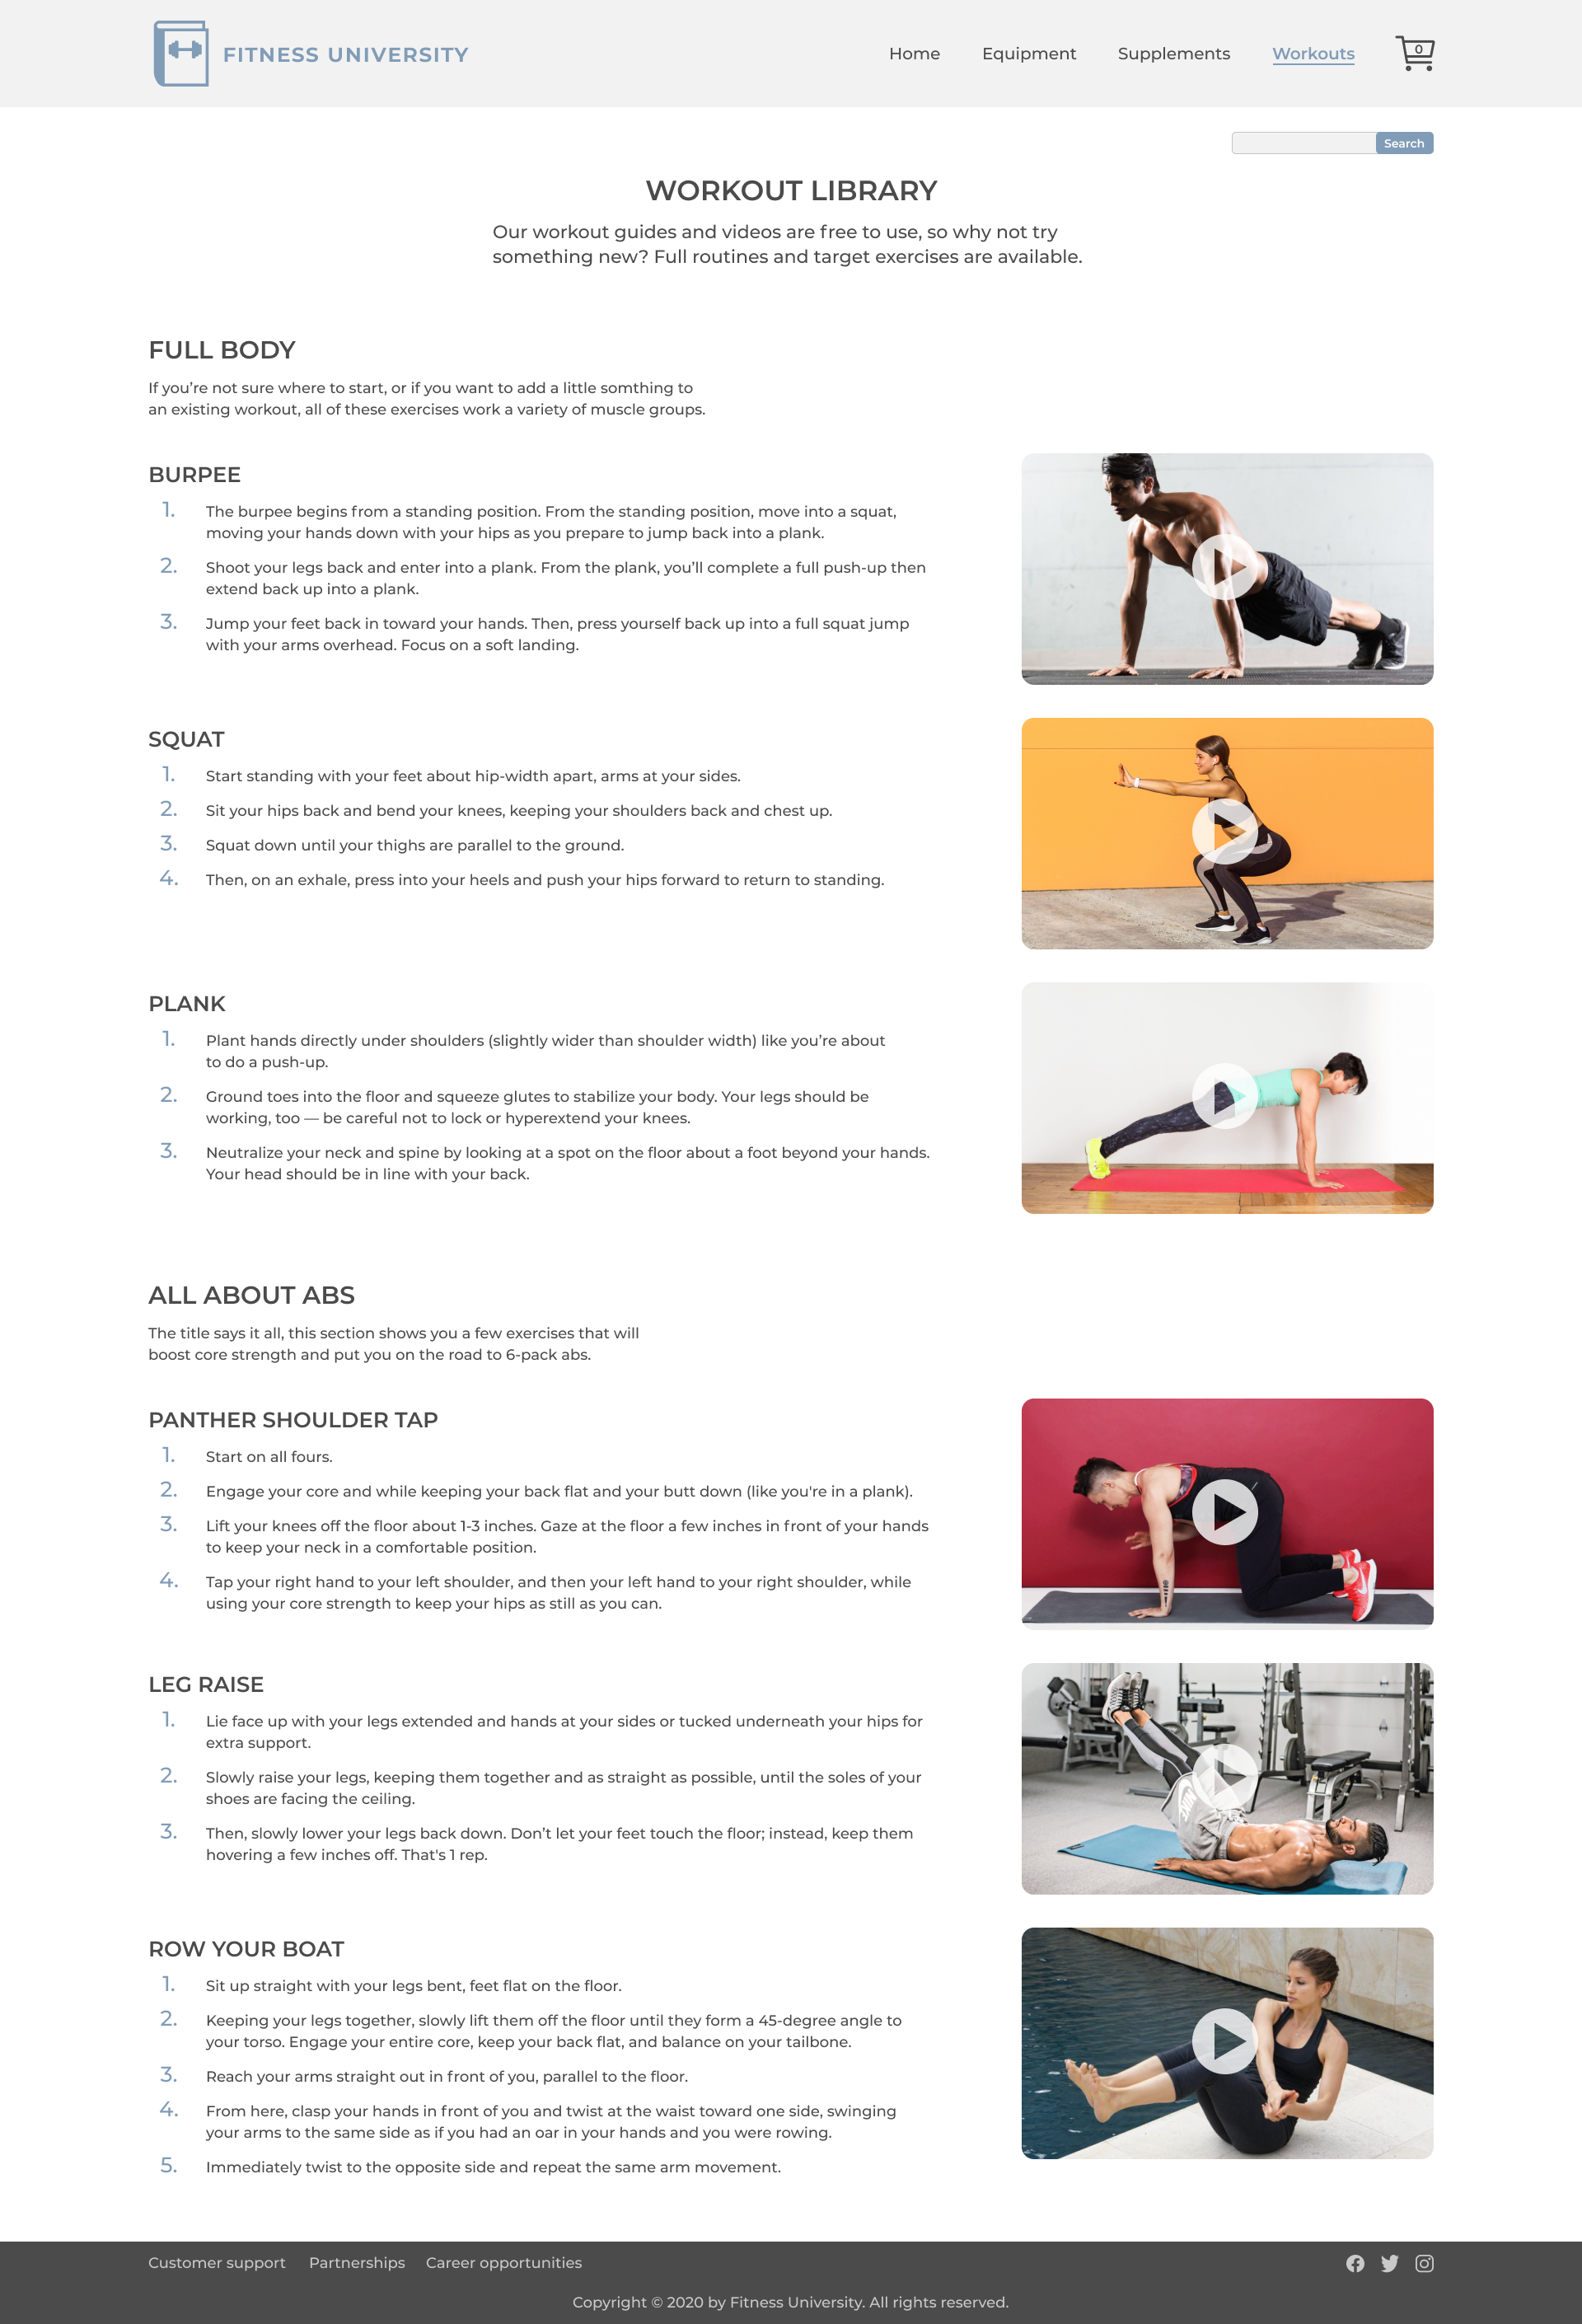 FITNESS UNIVERSITY
Home Equipment Supplements Workouts 0
Search
WORKOUT LIBRARY
Our workout guides and videos are free to use, so why not try
something new? Full routines and target exercises are available.
FULL BODY
If you’re not sure where to start, or if you want to add a little somthing to
an existing workout, all of these exercises work a variety of muscle groups.
BURPEE
1. The burpee begins from a standing position. From the standing position, move into a squat,
moving your hands down with your hips as you prepare to jump back into a plank.
2. Shoot your legs back and enter into a plank. From the plank, you’ll complete a full push-up then
extend back up into a plank.
3. Jump your feet back in toward your hands. Then, press yourself back up into a full squat jump
with your arms overhead. Focus on a soft landing.
SQUAT
1. Start standing with your feet about hip-width apart, arms at your sides.
2. Sit your hips back and bend your knees, keeping your shoulders back and chest up.
3. Squat down until your thighs are parallel to the ground.
4. Then, on an exhale, press into your heels and push your hips forward to return to standing.
PLANK
1. Plant hands directly under shoulders (slightly wider than shoulder width) like you’re about
to do a push-up.
2. Ground toes into the floor and squeeze glutes to stabilize your body. Your legs should be
working, too — be careful not to lock or hyperextend your knees.
3. Neutralize your neck and spine by looking at a spot on the floor about a foot beyond your hands.
Your head should be in line with your back.
ALL ABOUT ABS
The title says it all, this section shows you a few exercises that will
boost core strength and put you on the road to 6-pack abs.
PANTHER SHOULDER TAP
1. Start on all fours.
2. Engage your core and while keeping your back flat and your butt down (like you're in a plank).
3. Lift your knees off the floor about 1-3 inches. Gaze at the floor a few inches in front of your hands
to keep your neck in a comfortable position.
4. Tap your right hand to your left shoulder, and then your left hand to your right shoulder, while
using your core strength to keep your hips as still as you can.
LEG RAISE
1. Lie face up with your legs extended and hands at your sides or tucked underneath your hips for
extra support.
2. Slowly raise your legs, keeping them together and as straight as possible, until the soles of your
shoes are facing the ceiling.
3. Then, slowly lower your legs back down. Don’t let your feet touch the floor; instead, keep them
hovering a few inches off. That's 1 rep.
NIKE
ROW YOUR BOAT
1. Sit up straight with your legs bent, feet flat on the floor.
2. Keeping your legs together, slowly lift them off the floor until they form a 45-degree angle to
your torso. Engage your entire core, keep your back flat, and balance on your tailbone.
3. Reach your arms straight out in front of you, parallel to the floor.
4. From here, clasp your hands in front of you and twist at the waist toward one side, swinging
your arms to the same side as if you had an oar in your hands and you were rowing.
5. Immediately twist to the opposite side and repeat the same arm movement.
Customer support Partnerships Career opportunities
Copyright © 2020 by Fitness University. All rights reserved.